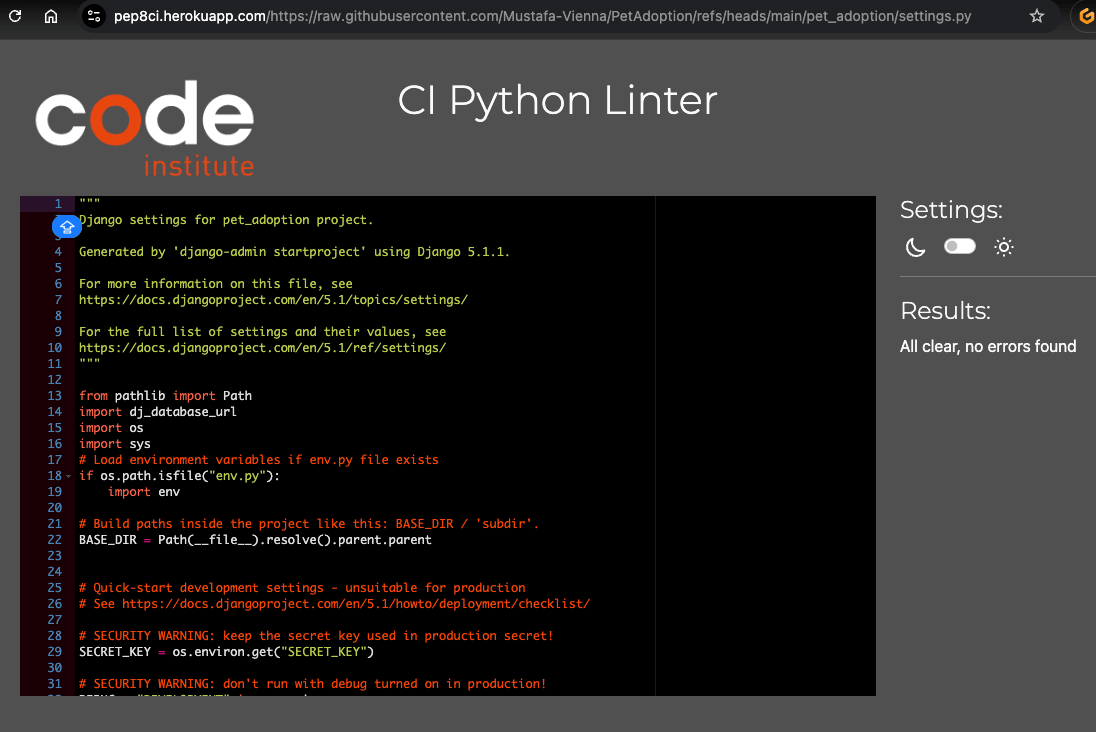 pep8ci.herokuapp.com/https://raw.githubusercontent.com/Mustafa-Vienna/PetAdoption/refs/heads/main/pet_adoption/settings.py
code
institute
CI Python Linter
1 """
Django settings for pet_adoption project.
4 Generated by 'django-admin startproject' using Django 5.1.1.
5
6 For more information on this file, see
7 https://docs.djangoproject.com/en/5.1/topics/settings/
8
9 For the full list of settings and their values, see
10 https://docs.djangoproject.com/en/5.1/ref/settings/
11 """
12
13 from pathlib import Path
14 import dj_database_url
15 import os
16 import sys
17 # Load environment variables if env.py file exists
18 if os.path.isfile("env.py"):
19     import env
20
21 # Build paths inside the project like this: BASE_DIR / 'subdir'.
22 BASE_DIR = Path(__file__).resolve().parent.parent
23
24
25 # Quick-start development settings - unsuitable for production
26 # See https://docs.djangoproject.com/en/5.1/howto/deployment/checklist/
27
28 # SECURITY WARNING: keep the secret key used in production secret!
29 SECRET_KEY = os.environ.get("SECRET_KEY")
30
31 # SECURITY WARNING: don't run with debug turned on in production!
Settings:
Results:
All clear, no errors found